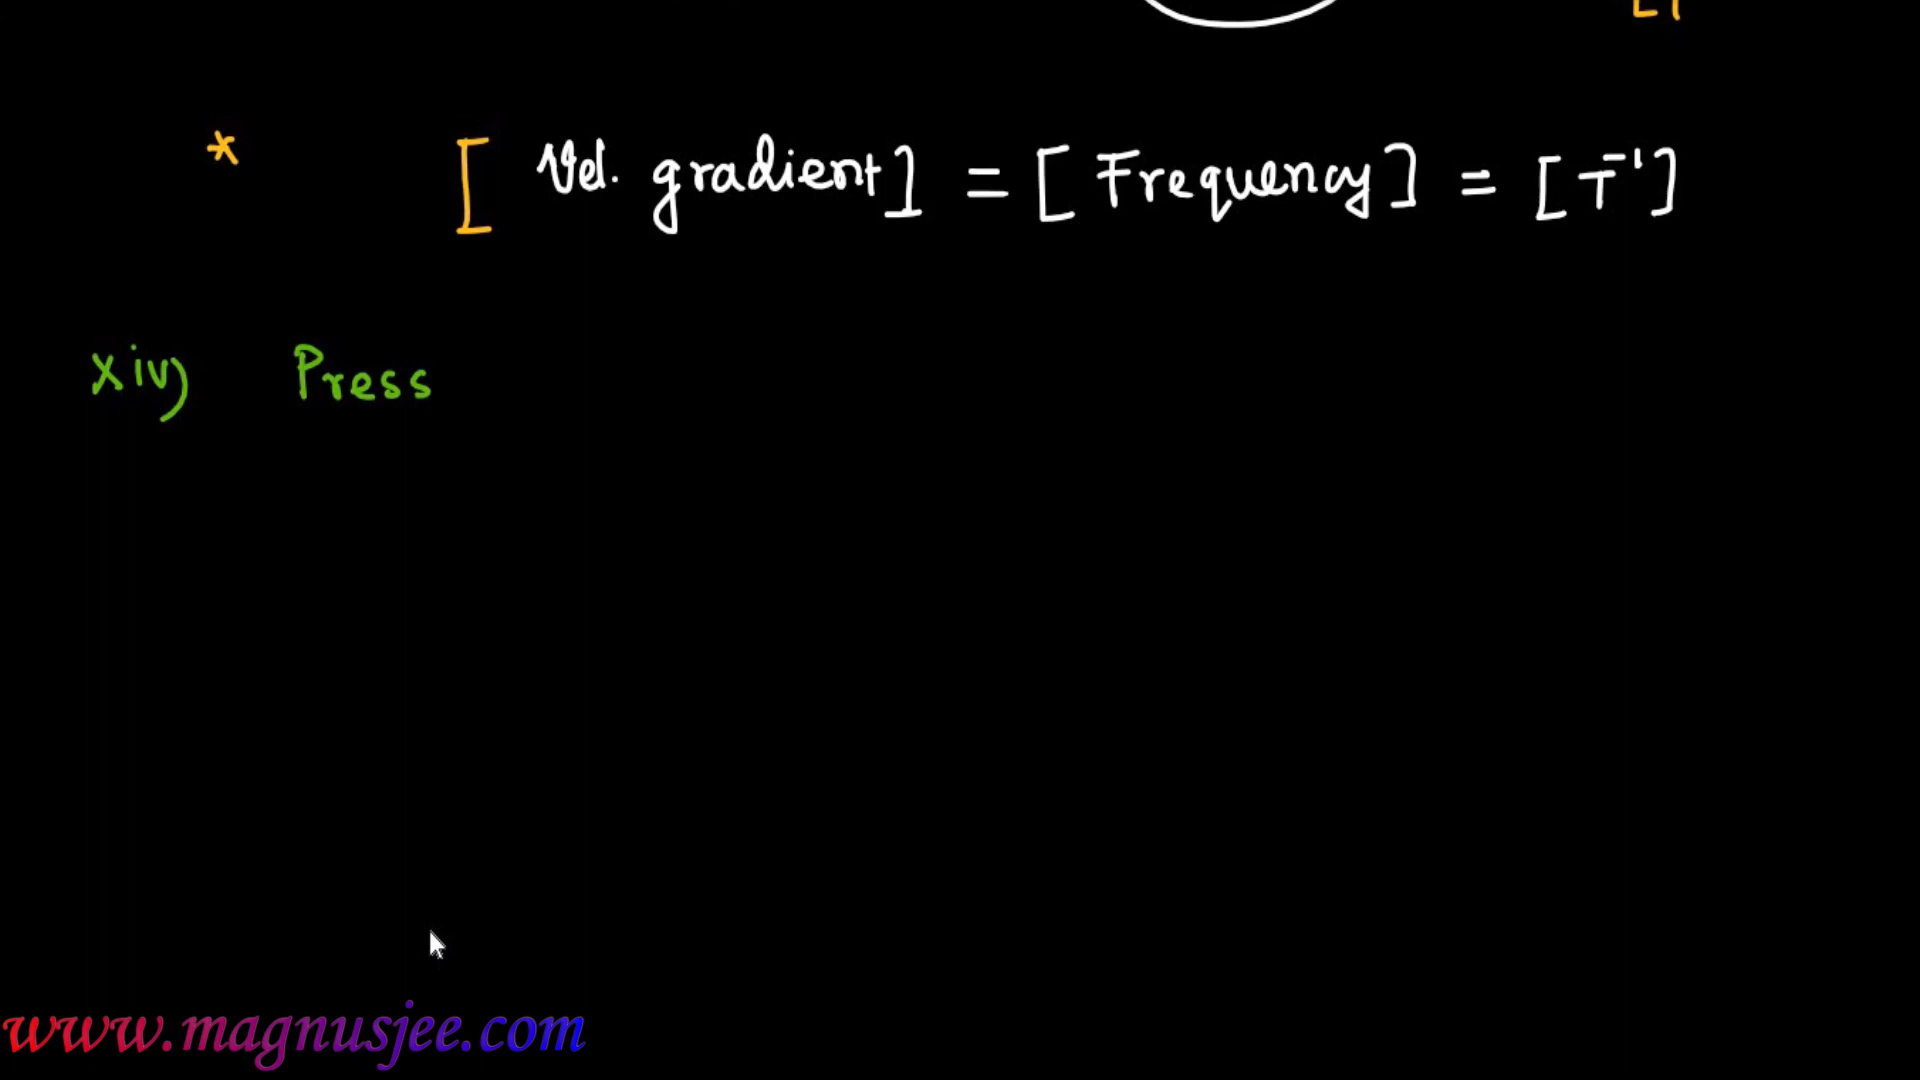 * [ Vel. gradient] = [ Frequency] = [ T⁻¹]
xiv) Press
www.magnusjee.com